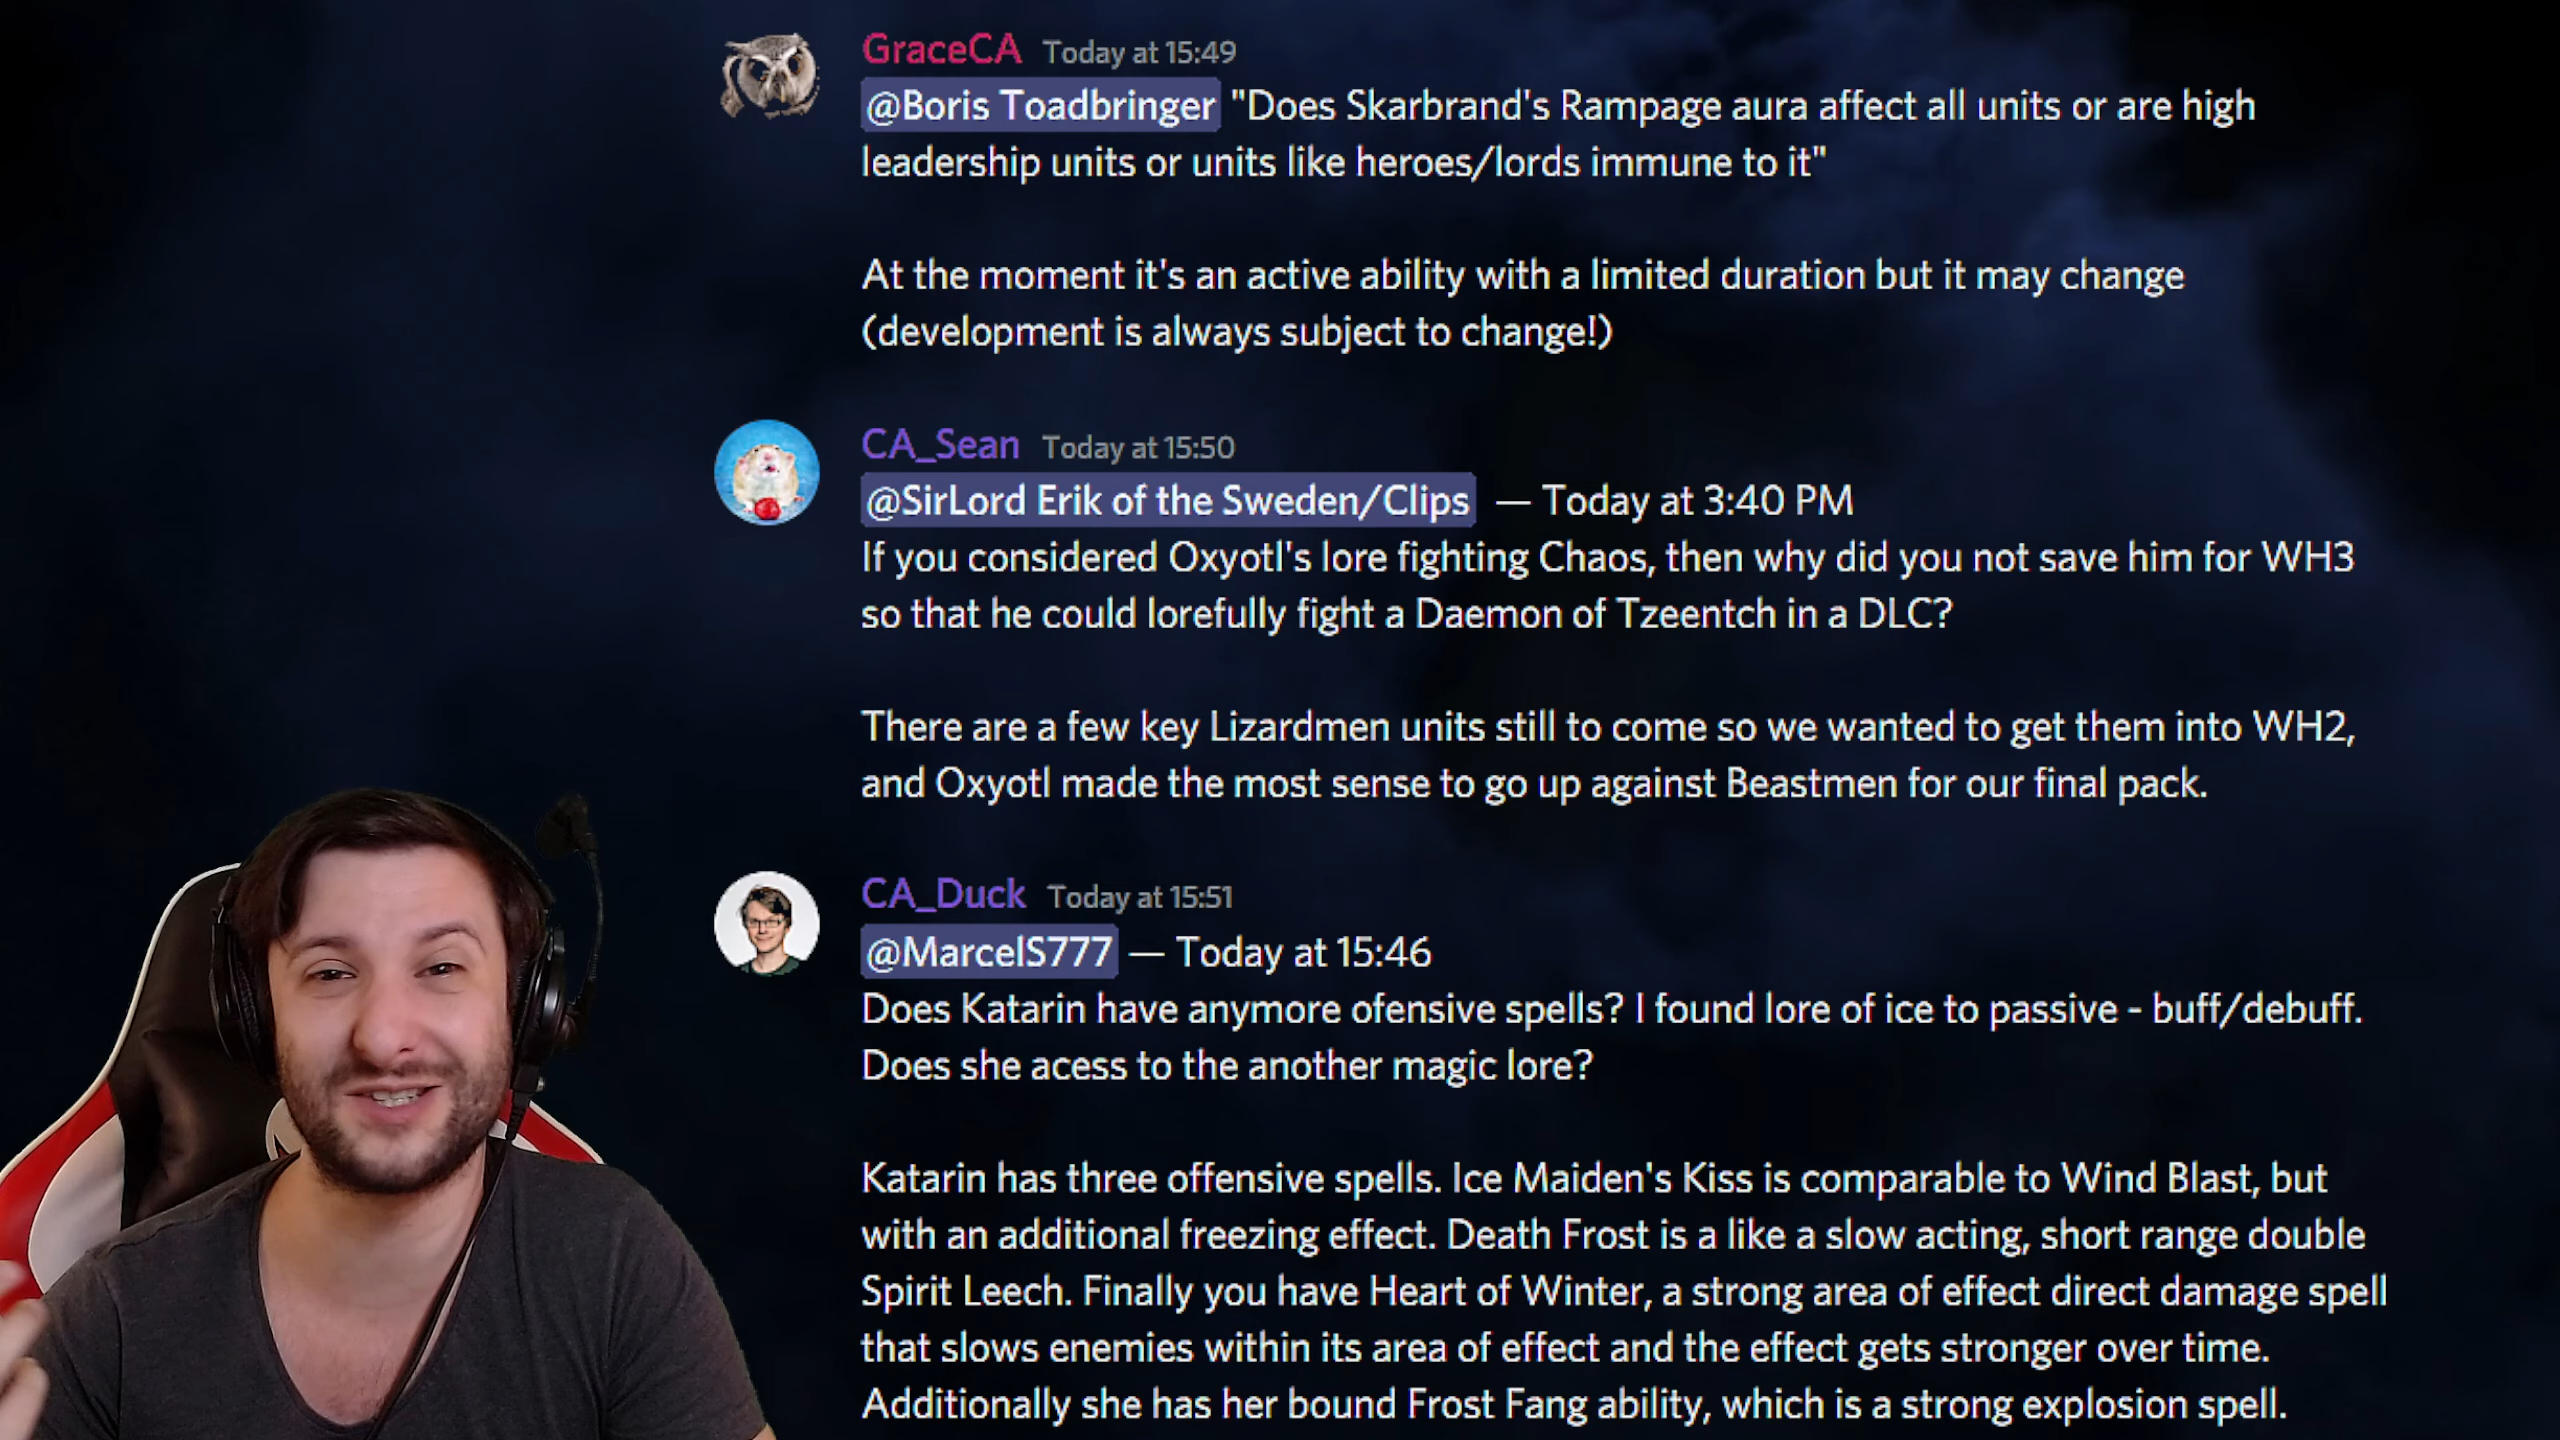 GraceCA Today at 15:49
@Boris Toadbringer "Does Skarbrand's Rampage aura affect all units or are high
leadership units or units like heroes/lords immune to it"
At the moment it's an active ability with a limited duration but it may change
(development is always subject to change!)
CA_Sean Today at 15:50
@SirLord Erik of the Sweden/Clips — Today at 3:40 PM
If you considered Oxyotl's lore fighting Chaos, then why did you not save him for WH3
so that he could lorefully fight a Daemon of Tzeentch in a DLC?
There are a few key Lizardmen units still to come so we wanted to get them into WH2,
and Oxyotl made the most sense to go up against Beastmen for our final pack.
CA_Duck Today at 15:51
@MarcelS777 — Today at 15:46
Does Katarin have anymore ofensive spells? I found lore of ice to passive - buff/debuff.
Does she acess to the another magic lore?
Katarin has three offensive spells. Ice Maiden's Kiss is comparable to Wind Blast, but
with an additional freezing effect. Death Frost is a like a slow acting, short range double
Spirit Leech. Finally you have Heart of Winter, a strong area of effect direct damage spell
that slows enemies within its area of effect and the effect gets stronger over time.
Additionally she has her bound Frost Fang ability, which is a strong explosion spell.